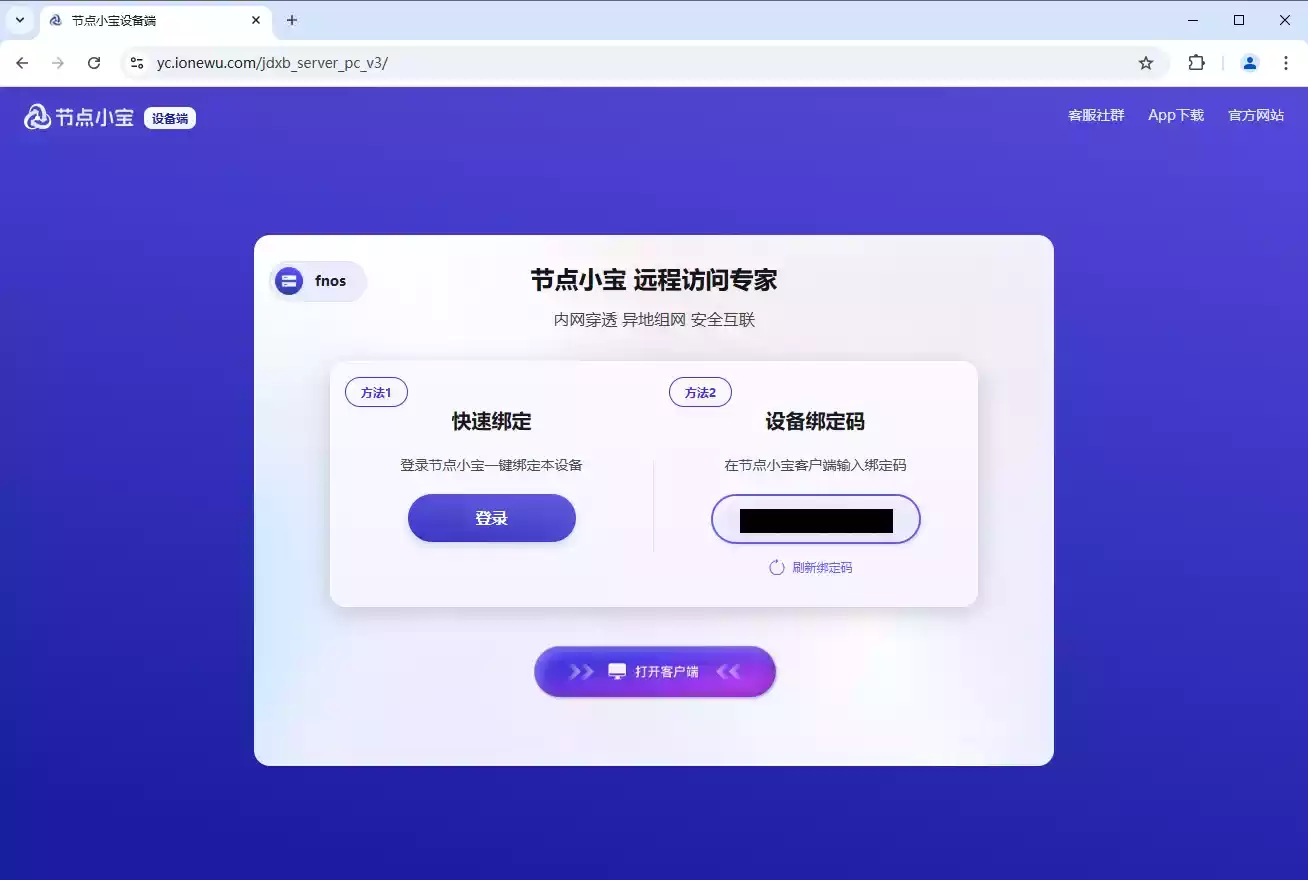 节点小宝设备端
yc.ionewu.com/jdxb_server_pc_v3/
节点小宝 设备端
客服社群 App下载 官方网站
fnos
节点小宝 远程访问专家
内网穿透 异地组网 安全互联
方法1
快速绑定
登录节点小宝一键绑定本设备
登录
方法2
设备绑定码
在节点小宝客户端输入绑定码
刷新绑定码
打开客户端